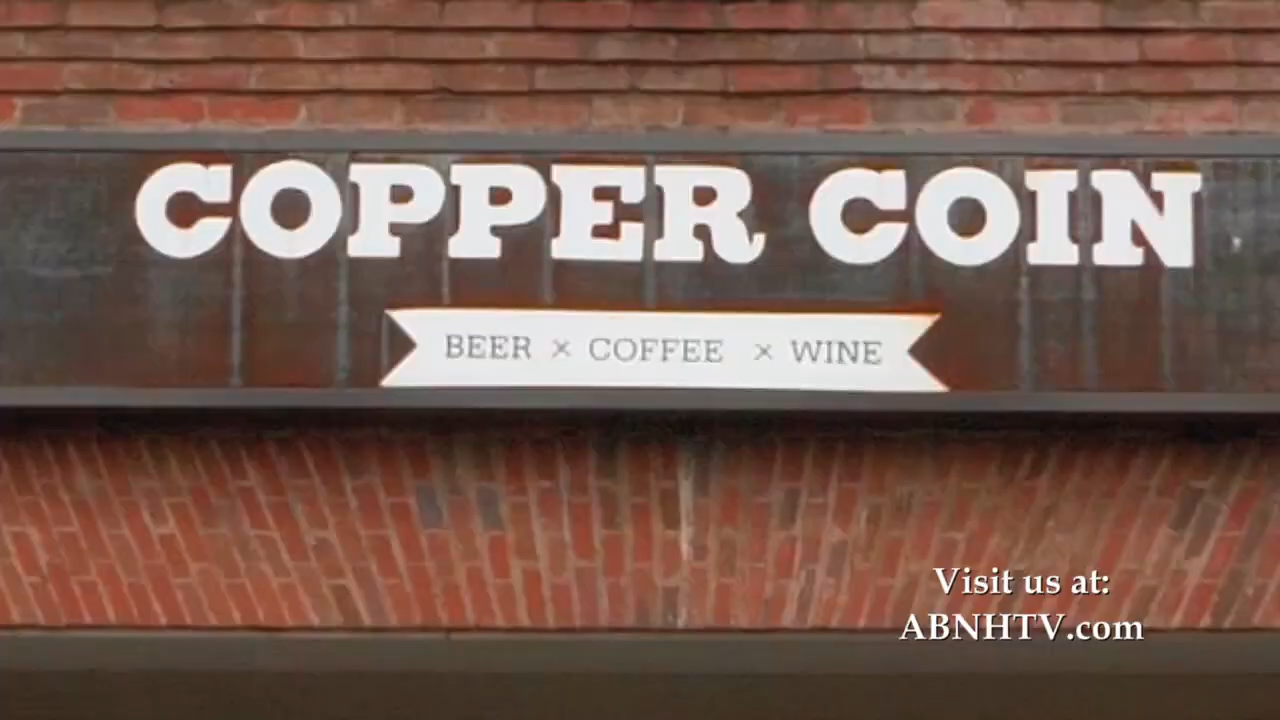 COPPER COIN
BEER × COFFEE × WINE
Visit us at:
ABNHTV.com